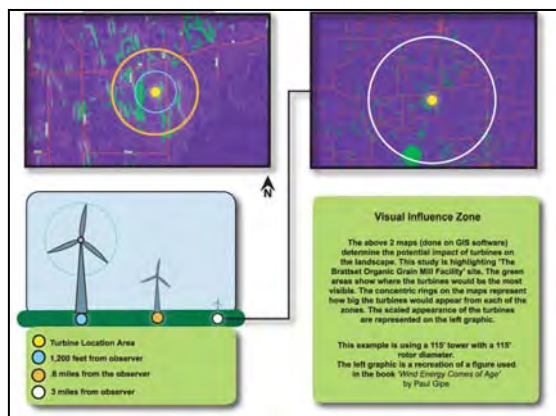 N
Visual Influence Zone
The above 2 maps (done on GIS software)
determine the potential impact of turbines
on the landscape. This study is highlighting 'The
Brattset Organic Grain Mill Facility' site. The green
areas show where the turbines would be the most
visible. The concentric rings on the maps represent
how big the turbines would appear from each of the
zones. The scaled appearance of the turbines
are represented on the left graphic.
This example is using a 115' tower with a 115'
rotor diameter.
The left graphic is a recreation of a figure used
in the book 'Wind Energy Comes of Age'
by Paul Gipe
Turbine Location Area
1,200 feet from observer
.6 miles from the observer
3 miles from observer